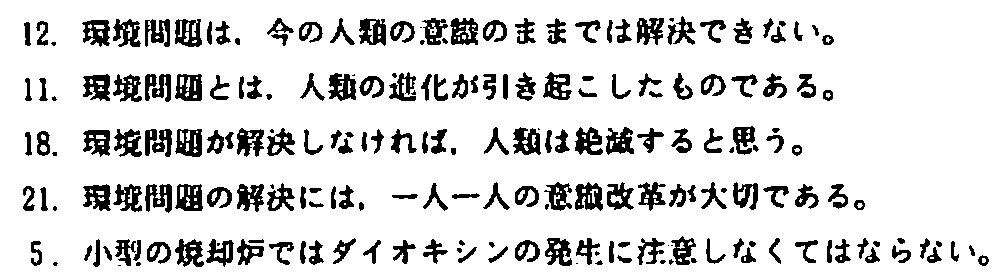 12. 環境問題は，今の人類の意識のままでは解決できない。
11. 環境問題とは，人類の進化が引き起こしたものである。
18. 環境問題が解決しなければ，人類は絶滅すると思う。
21. 環境問題の解決には，一人一人の意識改革が大切である。
5. 小型の焼却炉ではダイオキシンの発生に注意しなくてはならない。